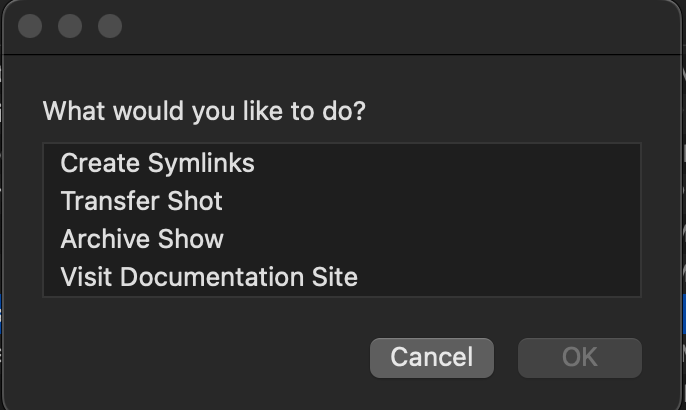 What would you like to do?
Create Symlinks
Transfer Shot
Archive Show
Visit Documentation Site
Cancel
OK